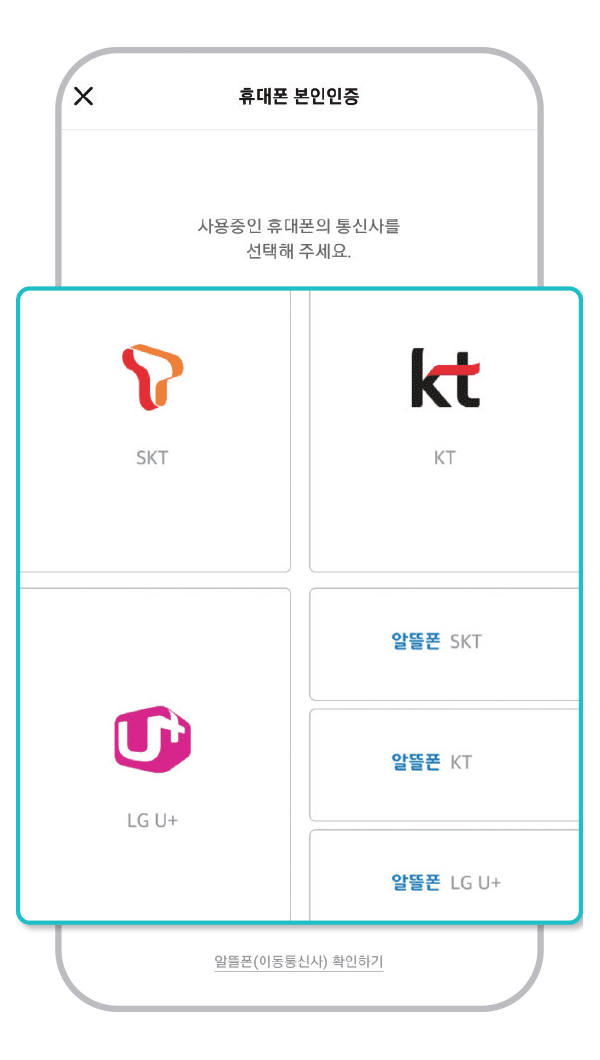 휴대폰 본인인증
사용중인 휴대폰의 통신사를
선택해 주세요.
kt
SKT
KT
U+
LG U+
알뜰폰 SKT
알뜰폰 KT
알뜰폰 LG U+
알뜰폰(이동통신사) 확인하기